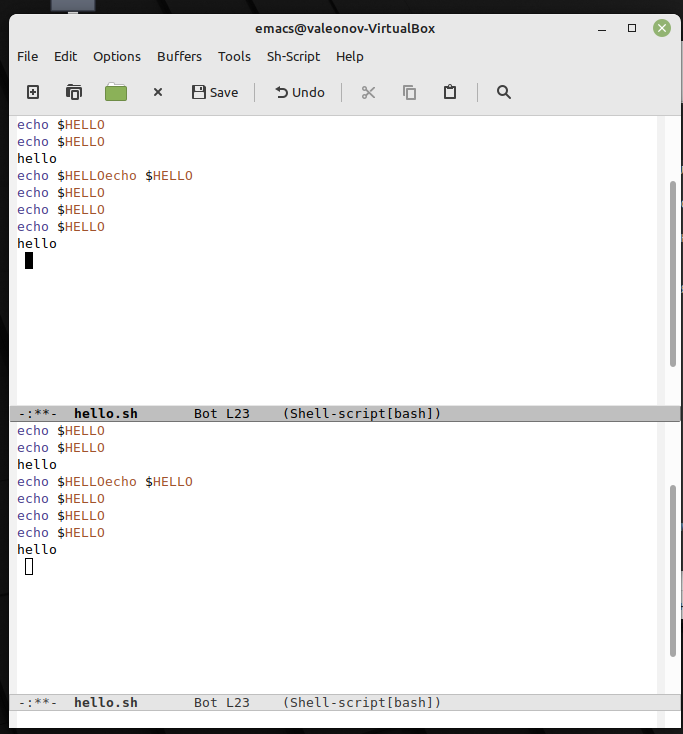 emacs@valeonov-VirtualBox
File Edit Options Buffers Tools Sh-Script Help
Save Undo
echo $HELLO
echo $HELLO
hello
echo $HELLOecho $HELLO
echo $HELLO
echo $HELLO
echo $HELLO
hello
-:**- hello.sh Bot L23 (Shell-script[bash])
echo $HELLO
echo $HELLO
hello
echo $HELLOecho $HELLO
echo $HELLO
echo $HELLO
echo $HELLO
hello
-:**- hello.sh Bot L23 (Shell-script[bash])